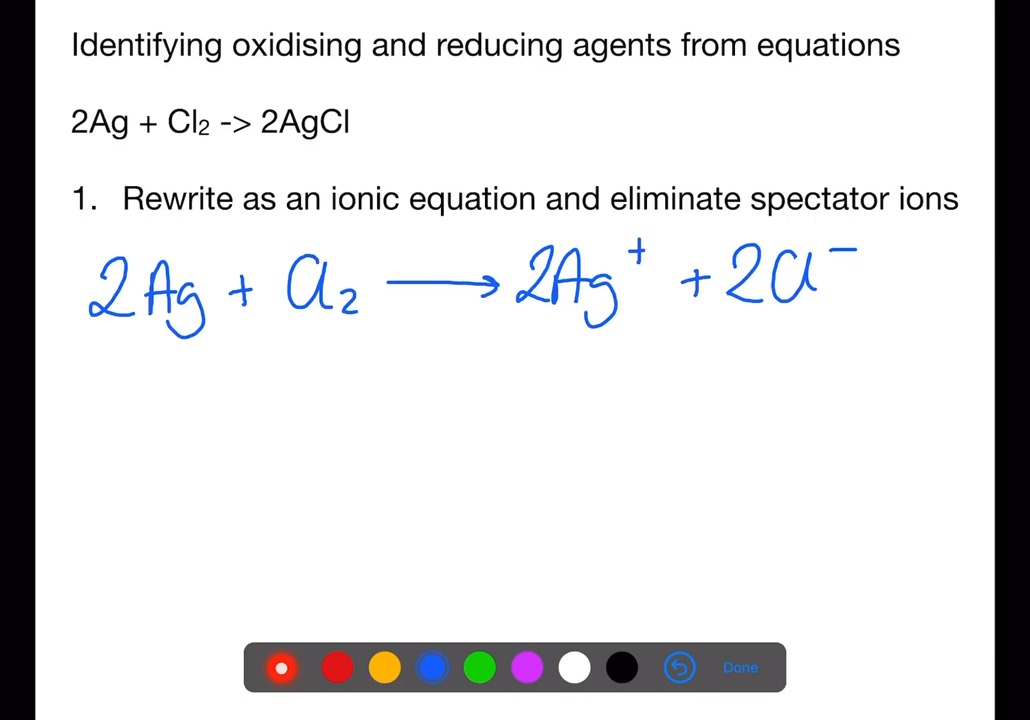 Identifying oxidising and reducing agents from equations
2Ag + Cl₂ -> 2AgCl
1. Rewrite as an ionic equation and eliminate spectator ions
2Ag + Cl₂ ⟶ 2Ag⁺ + 2Cl⁻
Done